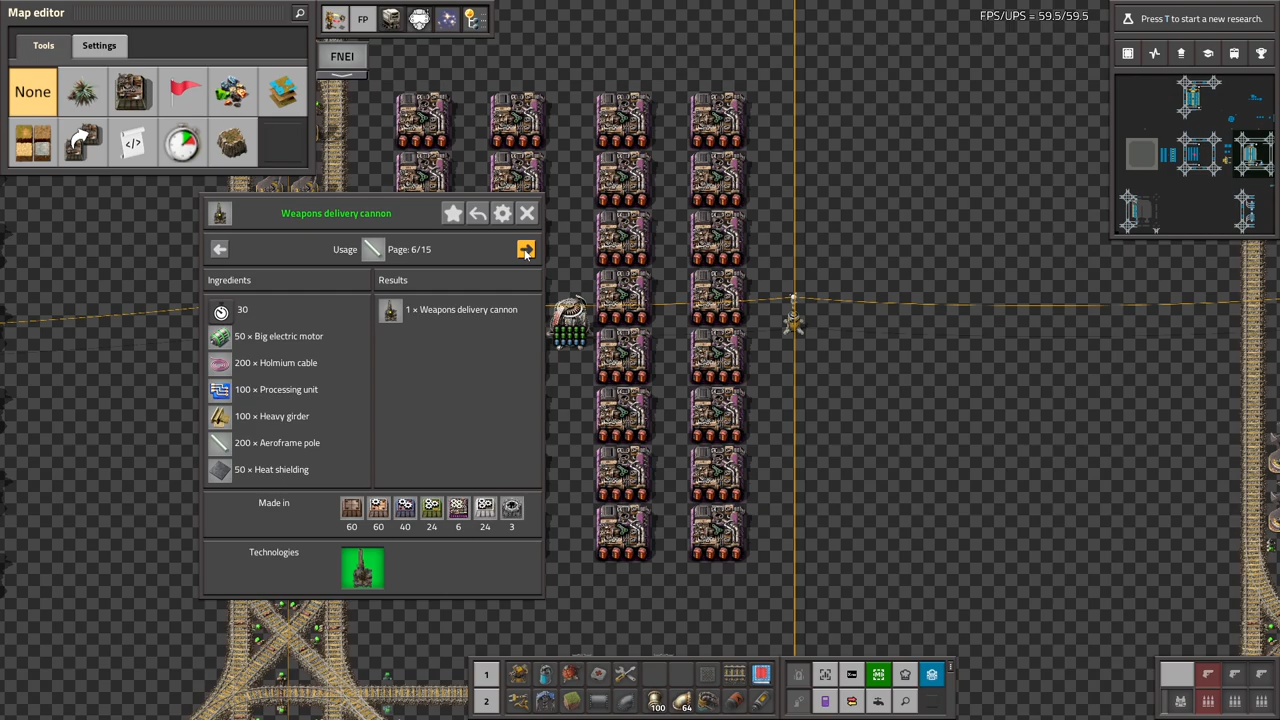 Map editor
FP
FPS/UPS = 59.5/59.5
Press T to start a new research.
Tools
Settings
FNEI
None
</>
Weapons delivery cannon
Usage
Page: 6/15
Ingredients
Results
30
1 × Weapons delivery cannon
50 × Big electric motor
200 × Holmium cable
100 × Processing unit
100 × Heavy girder
200 × Aeroframe pole
50 × Heat shielding
Made in
60 60 40 24 6 24 3
Technologies
1
2
100
64